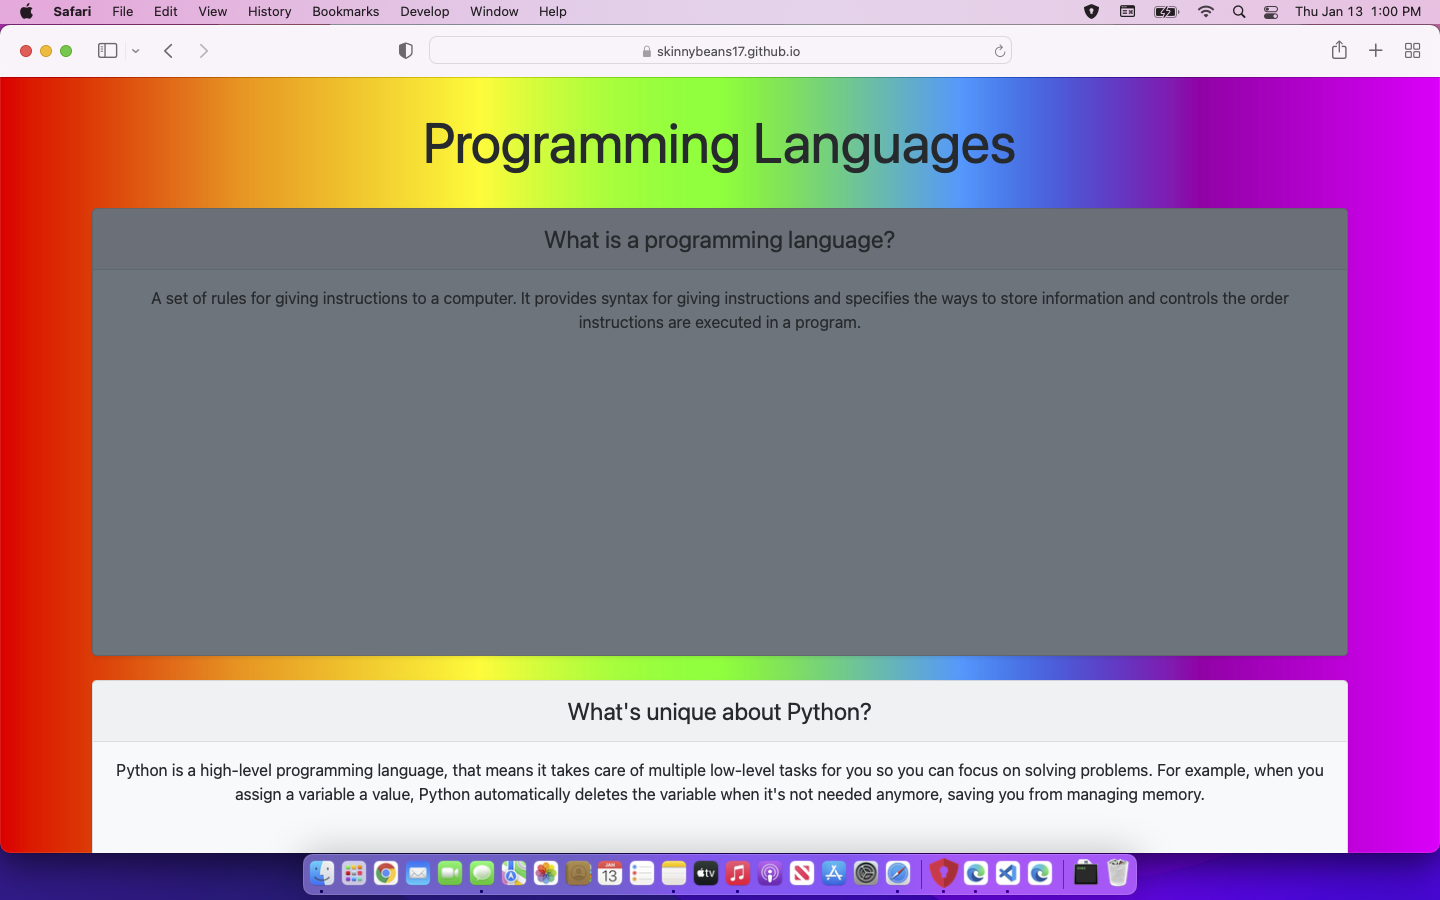 Safari File Edit View History Bookmarks Develop Window Help Thu Jan 13 1:00 PM
skinnybeans17.github.io
Programming Languages
What is a programming language?
A set of rules for giving instructions to a computer. It provides syntax for giving instructions and specifies the ways to store information and controls the order
instructions are executed in a program.
What's unique about Python?
Python is a high-level programming language, that means it takes care of multiple low-level tasks for you so you can focus on solving problems. For example, when you
assign a variable a value, Python automatically deletes the variable when it's not needed anymore, saving you from managing memory.
JAN
13
tv